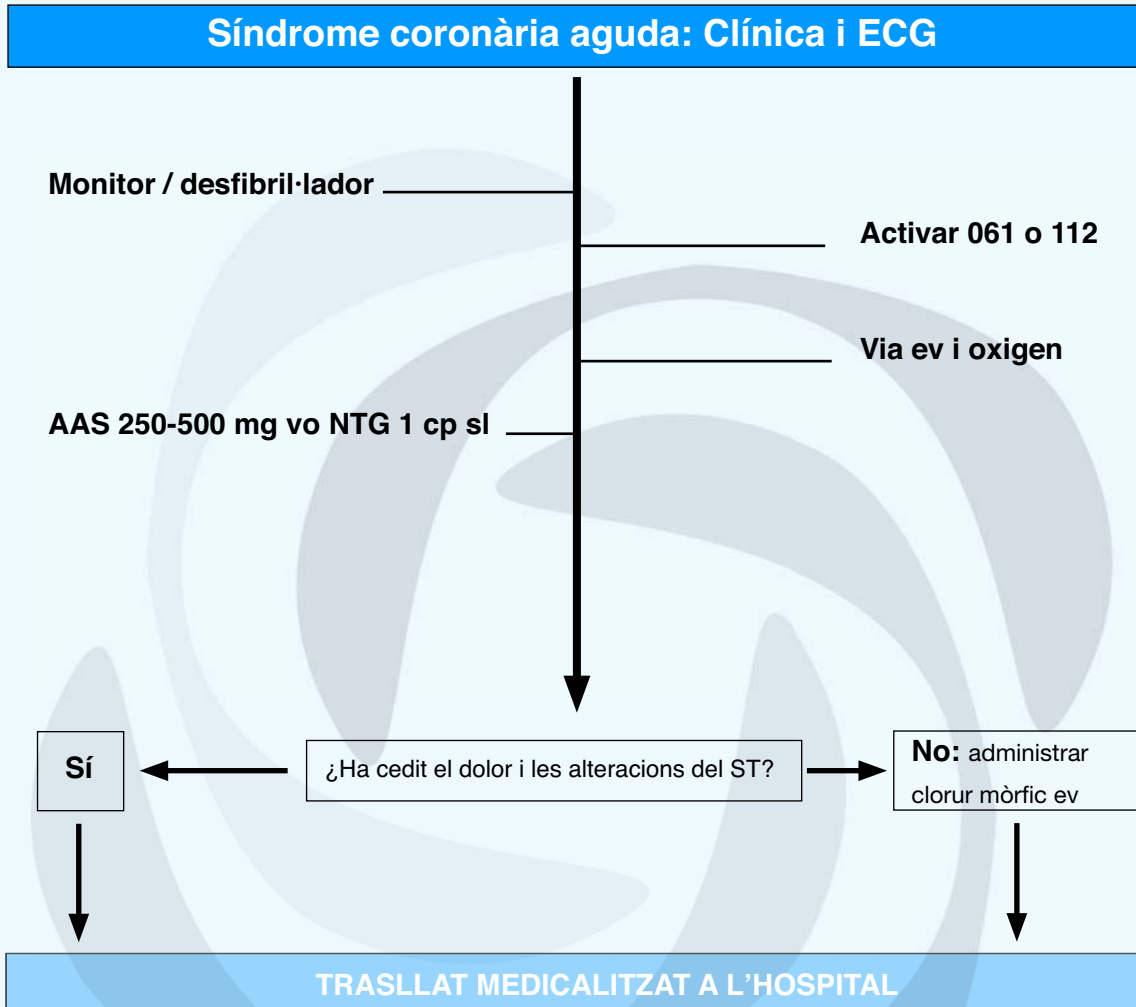 Síndrome coronària aguda: Clínica i ECG
Monitor / desfibril·lador
Activar 061 o 112
Via ev i oxigen
AAS 250-500 mg vo NTG 1 cp sl
Sí
¿Ha cedit el dolor i les alteracions del ST?
No: administrar
clorur mòrfic ev
TRASLLAT MEDICALITZAT A L’HOSPITAL